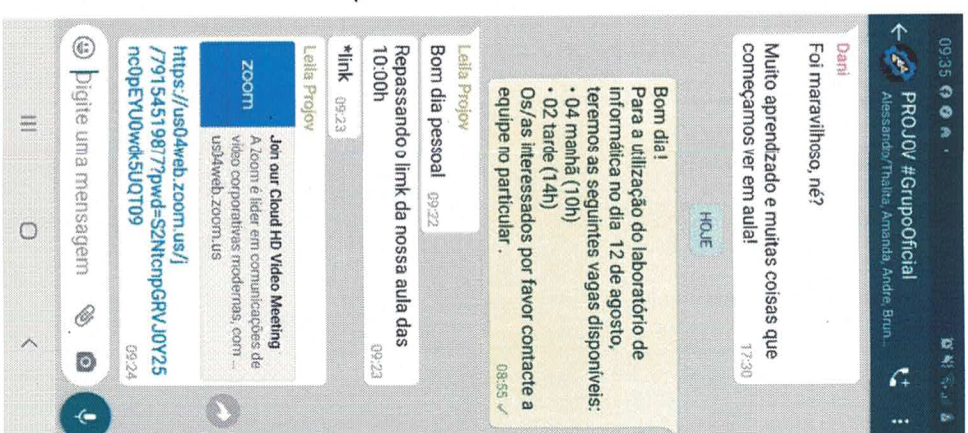 09:35
PROJOV #GrupoOficial
Alessando/Thalita, Amanda, Andre, Brun...
Dani
Foi maravilhoso, né?
Muito aprendizado e muitas coisas que
começamos ver em aula!
17:30
HOJE
Bom dia!
Para a utilização do laboratório de
informática no dia 12 de agosto,
teremos as seguintes vagas disponíveis:
• 04 manhã (10h)
• 02 tarde (14h)
Os/as interessados por favor contacte a
equipe no particular .
08:55
Leila Projov
Bom dia pessoal 09:22
Repassando o link da nossa aula das
10:00h
09:23
*link 09:23
Leila Projov
zoom
Join our Cloud HD Video Meeting
A Zoom é líder em comunicações de
vídeo corporativas modernas, com ...
us04web.zoom.us
https://us04web.zoom.us/j
/79154519877?pwd=S2NtcnpGRVJ0Y25
nc0pEYU0wdk5UQT09
09:24
Digite uma mensagem